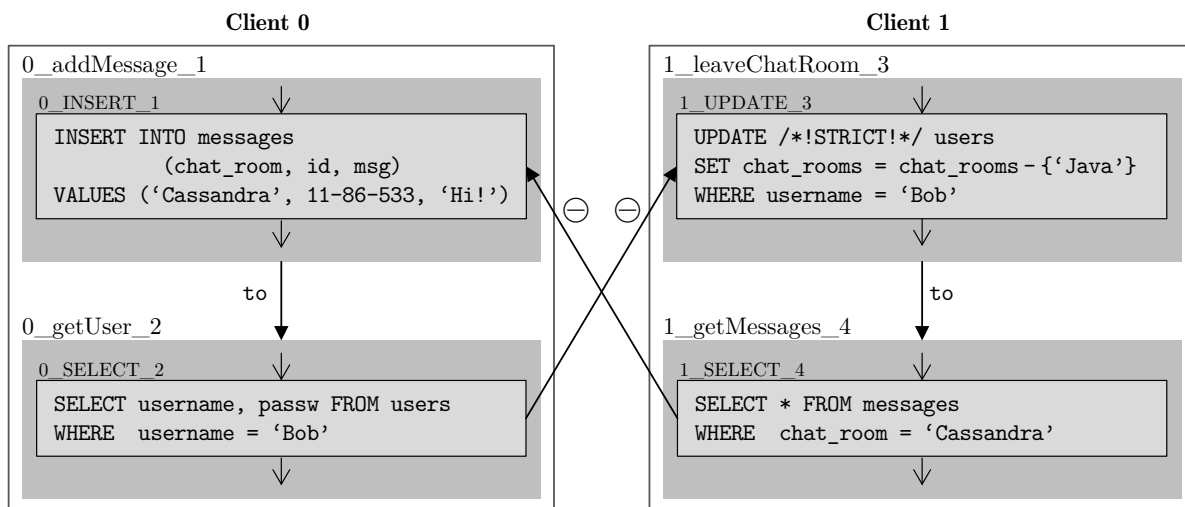 Client 0
0_addMessage_1
0_INSERT_1
INSERT INTO messages
(chat_room, id, msg)
VALUES (‘Cassandra’, 11-86-533, ‘Hi!’)
to
0_getUser_2
0_SELECT_2
SELECT username, passw FROM users
WHERE username = ‘Bob’
⊖ ⊖
Client 1
1_leaveChatRoom_3
1_UPDATE_3
UPDATE /*!STRICT!*/ users
SET chat_rooms = chat_rooms-{‘Java’}
WHERE username = ‘Bob’
to
1_getMessages_4
1_SELECT_4
SELECT * FROM messages
WHERE chat_room = ‘Cassandra’